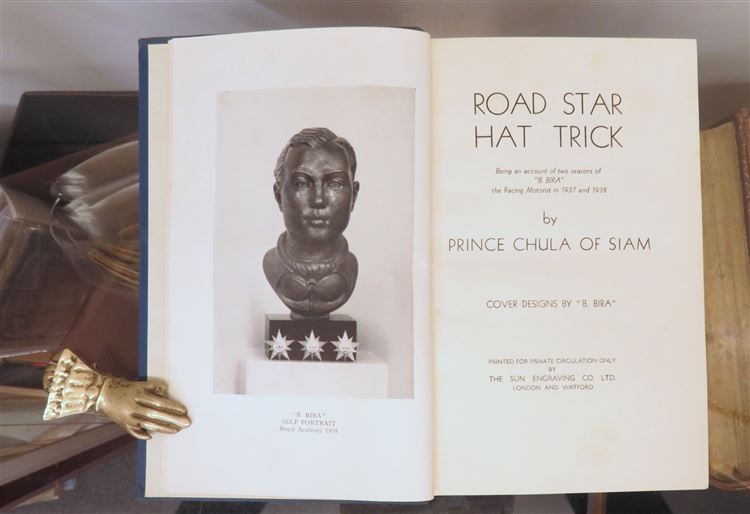 "B. BIRA"
SELF PORTRAIT
Royal Academy 1938
ROAD STAR
HAT TRICK
Being an account of two seasons of
"B. BIRA"
the Racing Motorist in 1937 and 1938
by
PRINCE CHULA OF SIAM
COVER DESIGNS BY "B. BIRA"
PRINTED FOR PRIVATE CIRCULATION ONLY
BY
THE SUN ENGRAVING CO. LTD.
LONDON AND WATFORD